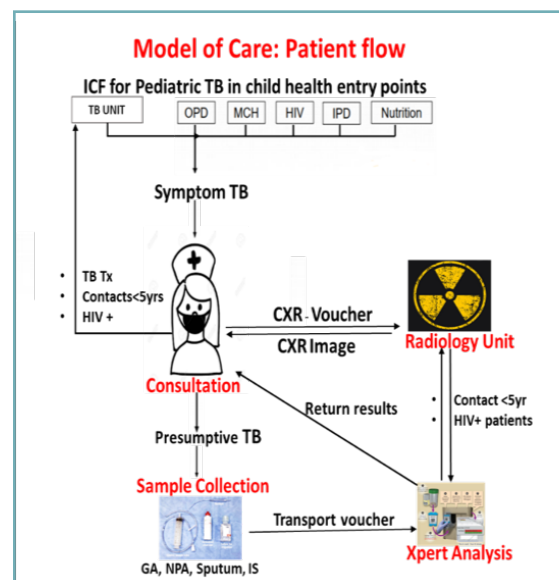 Model of Care: Patient flow
ICF for Pediatric TB in child health entry points
TB UNIT
OPD
MCH
HIV
IPD
Nutrition
Symptom TB
• TB Tx
• Contacts<5yrs
• HIV +
CXR - Voucher
CXR Image
Radiology Unit
Consultation
Return results
• Contact <5yr
• HIV+ patients
Presumptive TB
Sample Collection
Transport voucher
Xpert Analysis
GA, NPA, Sputum, IS